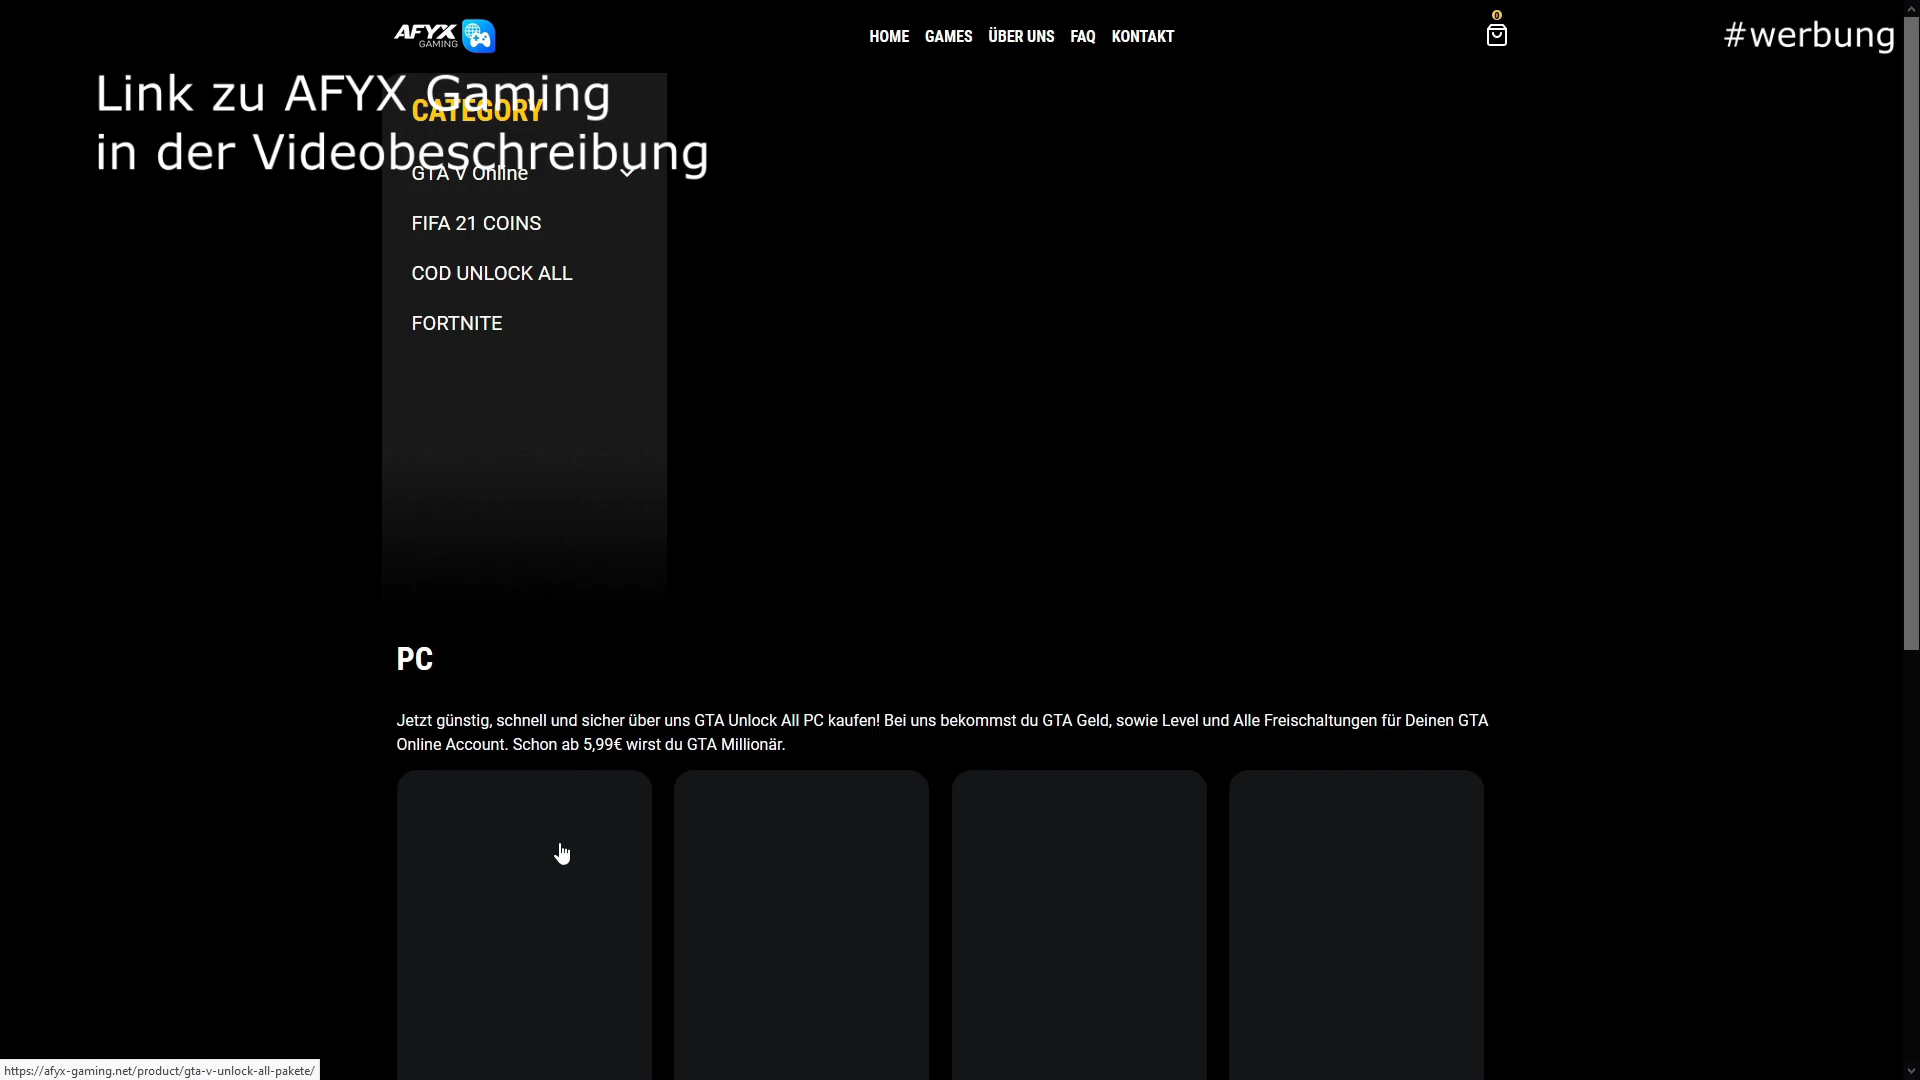 AFYX
GAMING
HOME GAMES ÜBER UNS FAQ KONTAKT
0
#werbung
Link zu AFYX Gaming
in der Videobeschreibung
CATEGORY
GTA V Online
FIFA 21 COINS
COD UNLOCK ALL
FORTNITE
PC
Jetzt günstig, schnell und sicher über uns GTA Unlock All PC kaufen! Bei uns bekommst du GTA Geld, sowie Level und Alle Freischaltungen für Deinen GTA
Online Account. Schon ab 5,99€ wirst du GTA Millionär.
https://afyx-gaming.net/product/gta-v-unlock-all-pakete/